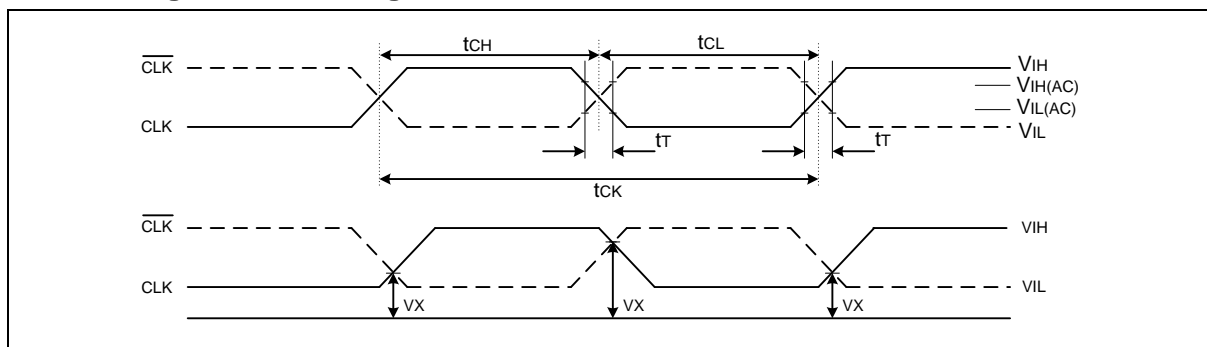 tCH tCL
CLK VIH
VIH(AC)
VIL(AC)
CLK VIL
tT tT
tCK
CLK VIH
CLK VIL
VX VX VX